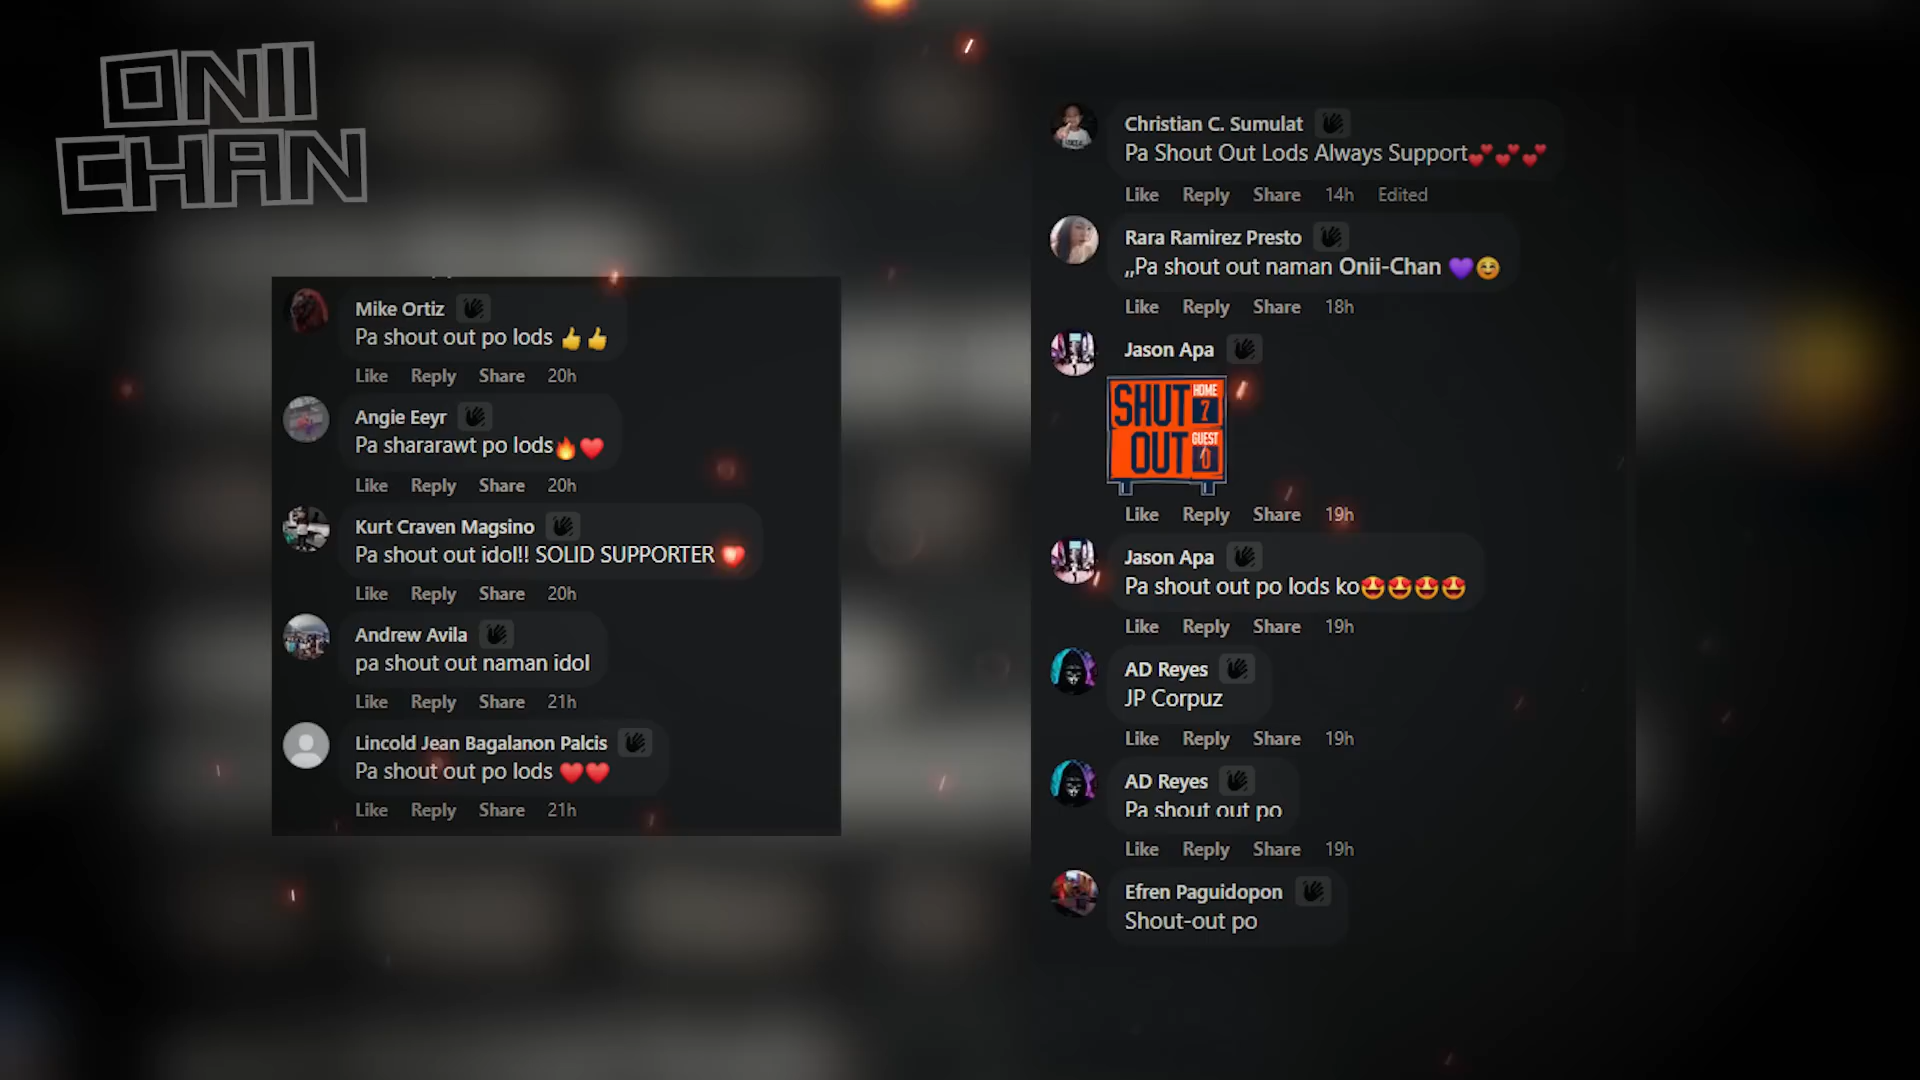 ONII
CHAN
Mike Ortiz
Pa shout out po lods 👍👍
Like Reply Share 20h
Angie Eeyr
Pa shararawt po lods🔥❤️
Like Reply Share 20h
Kurt Craven Magsino
Pa shout out idol!! SOLID SUPPORTER ❤️
Like Reply Share 20h
Andrew Avila
pa shout out naman idol
Like Reply Share 21h
Lincold Jean Bagalanon Palcis
Pa shout out po lods ❤️❤️
Like Reply Share 21h
Christian C. Sumulat
Pa Shout Out Lods Always Support💕💕💕
Like Reply Share 14h Edited
Rara Ramirez Presto
,,Pa shout out naman Onii-Chan 💜☺️
Like Reply Share 18h
Jason Apa
SHUT HOME 7
OUT GUEST 0
Like Reply Share 19h
Jason Apa
Pa shout out po lods ko😍😍😍😍
Like Reply Share 19h
AD Reyes
JP Corpuz
Like Reply Share 19h
AD Reyes
Pa shout out po
Like Reply Share 19h
Efren Paguidopon
Shout-out po